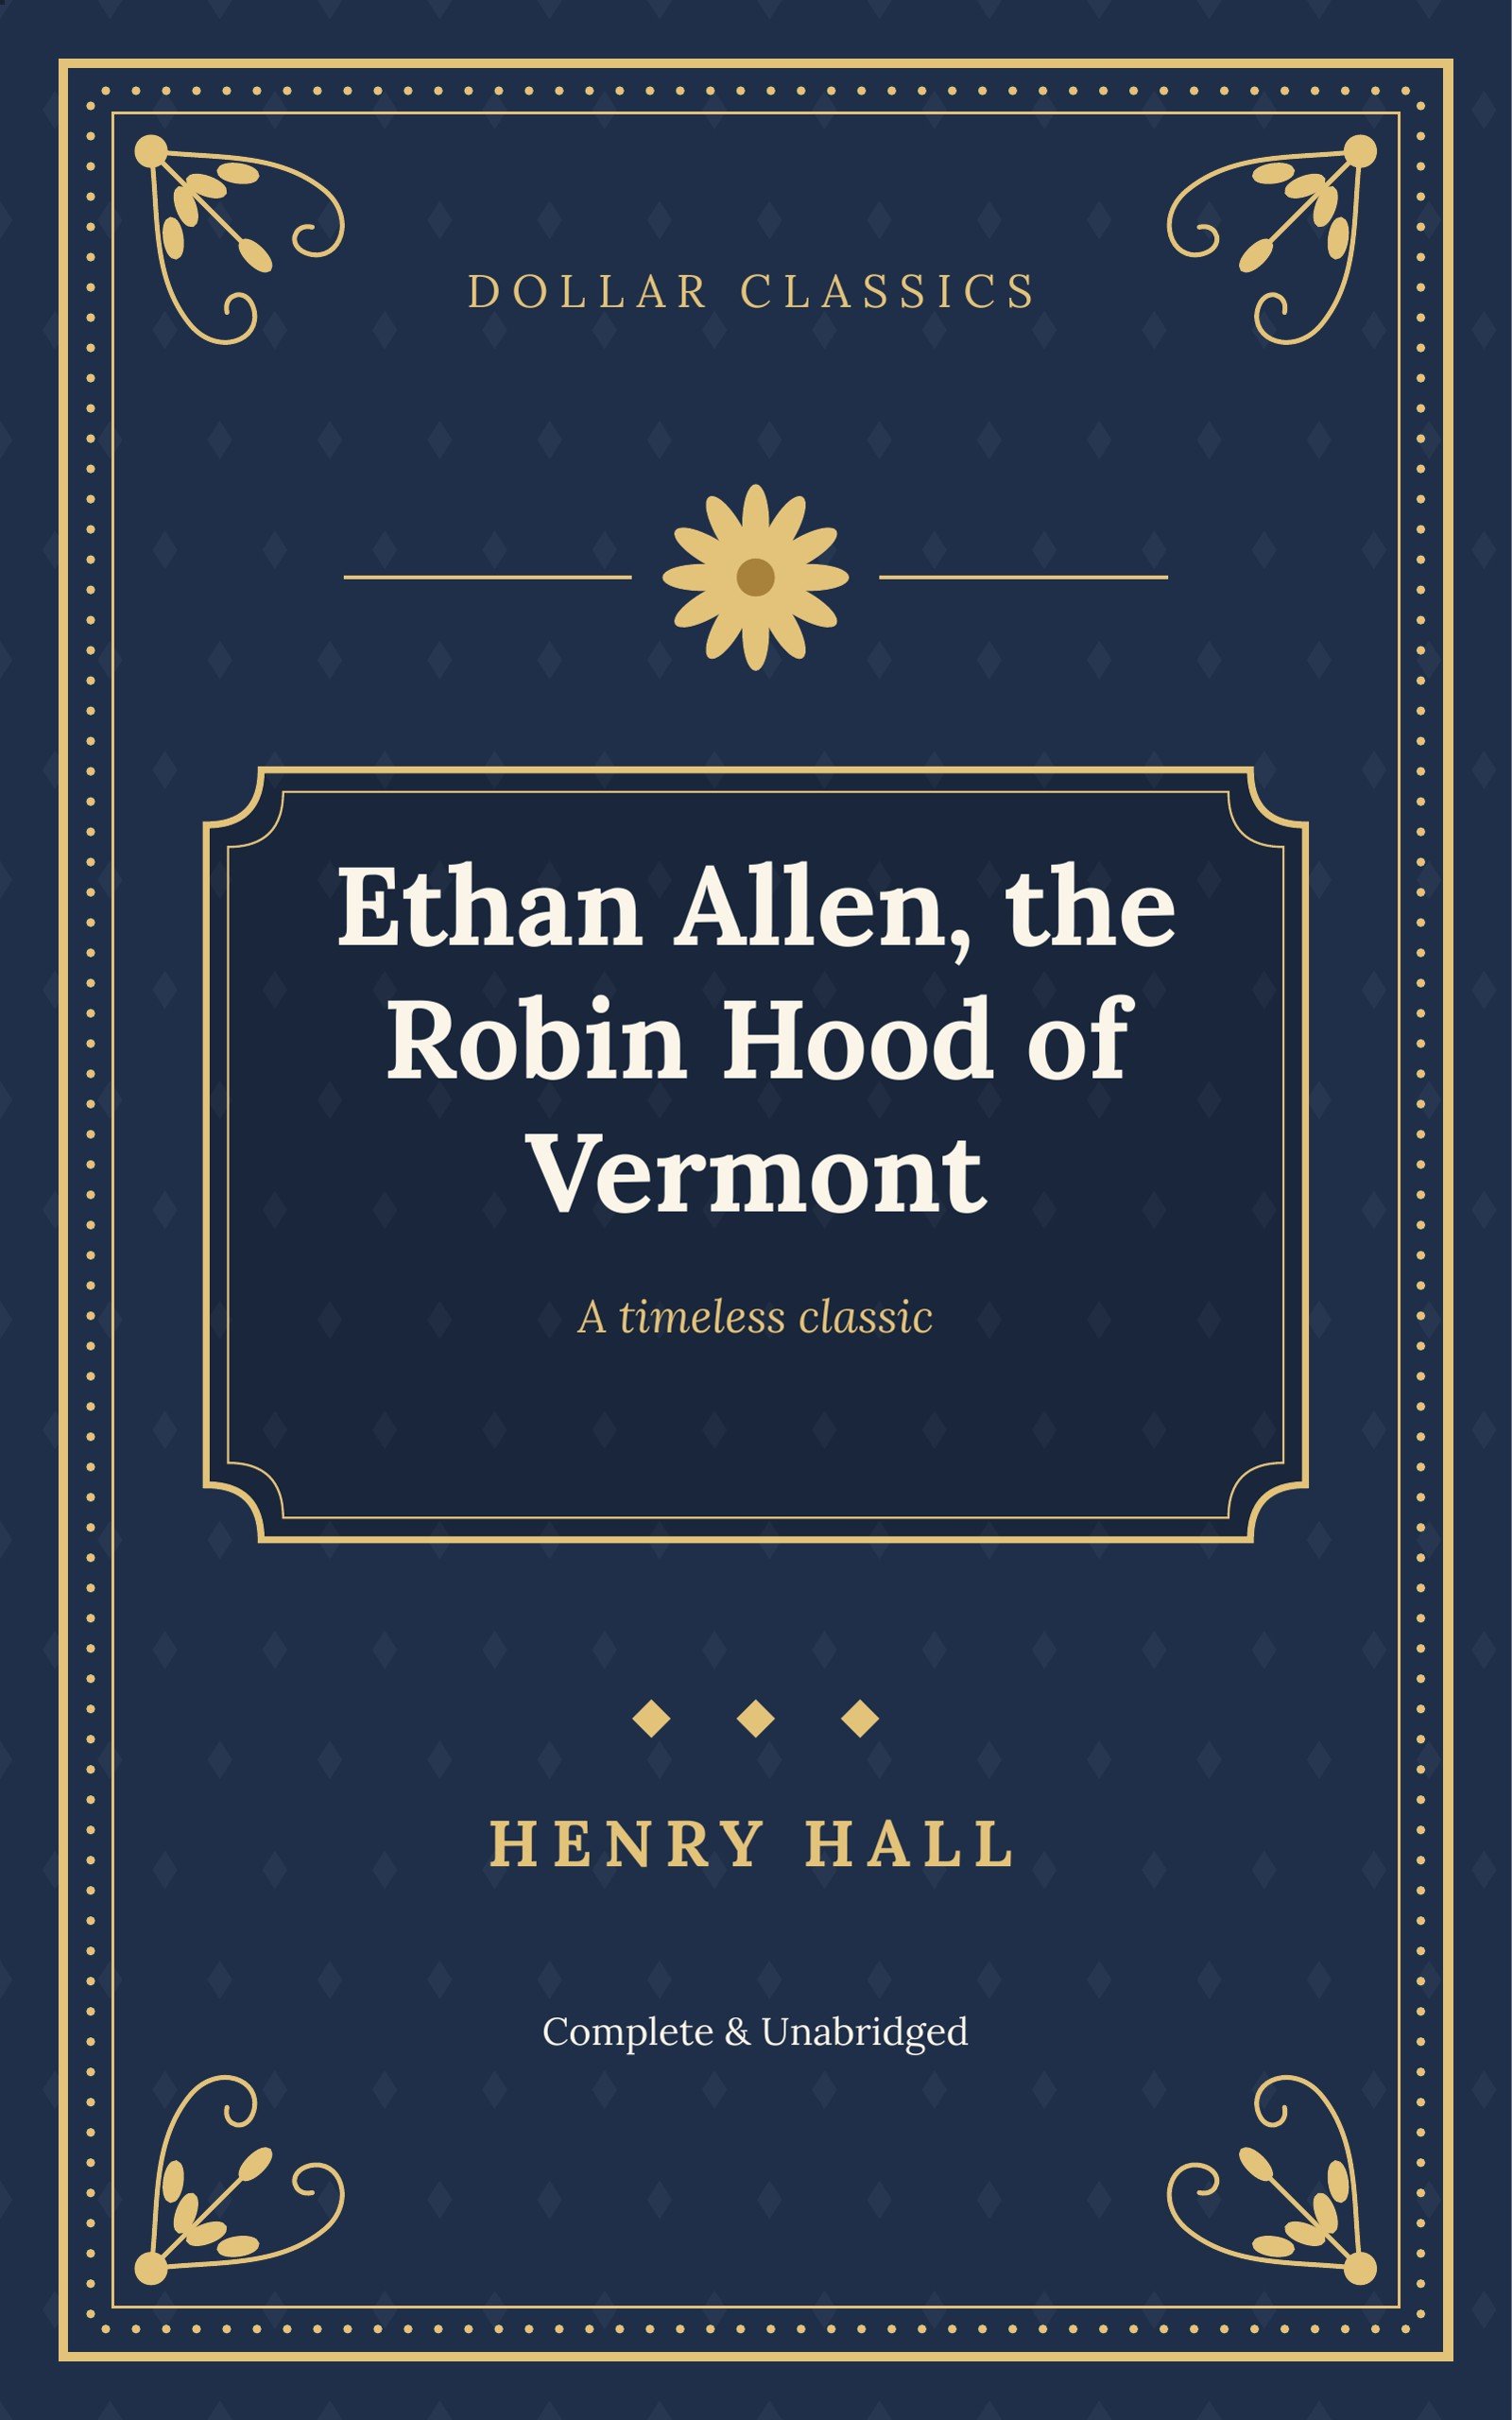 DOLLAR CLASSICS
Ethan Allen, the
Robin Hood of
Vermont
A timeless classic
HENRY HALL
Complete & Unabridged